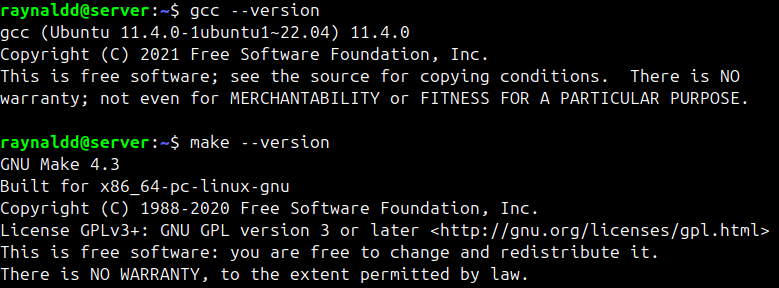 raynaldd@server:~$ gcc --version
gcc (Ubuntu 11.4.0-1ubuntu1~22.04) 11.4.0
Copyright (C) 2021 Free Software Foundation, Inc.
This is free software; see the source for copying conditions.  There is NO
warranty; not even for MERCHANTABILITY or FITNESS FOR A PARTICULAR PURPOSE.

raynaldd@server:~$ make --version
GNU Make 4.3
Built for x86_64-pc-linux-gnu
Copyright (C) 1988-2020 Free Software Foundation, Inc.
License GPLv3+: GNU GPL version 3 or later <http://gnu.org/licenses/gpl.html>
This is free software: you are free to change and redistribute it.
There is NO WARRANTY, to the extent permitted by law.